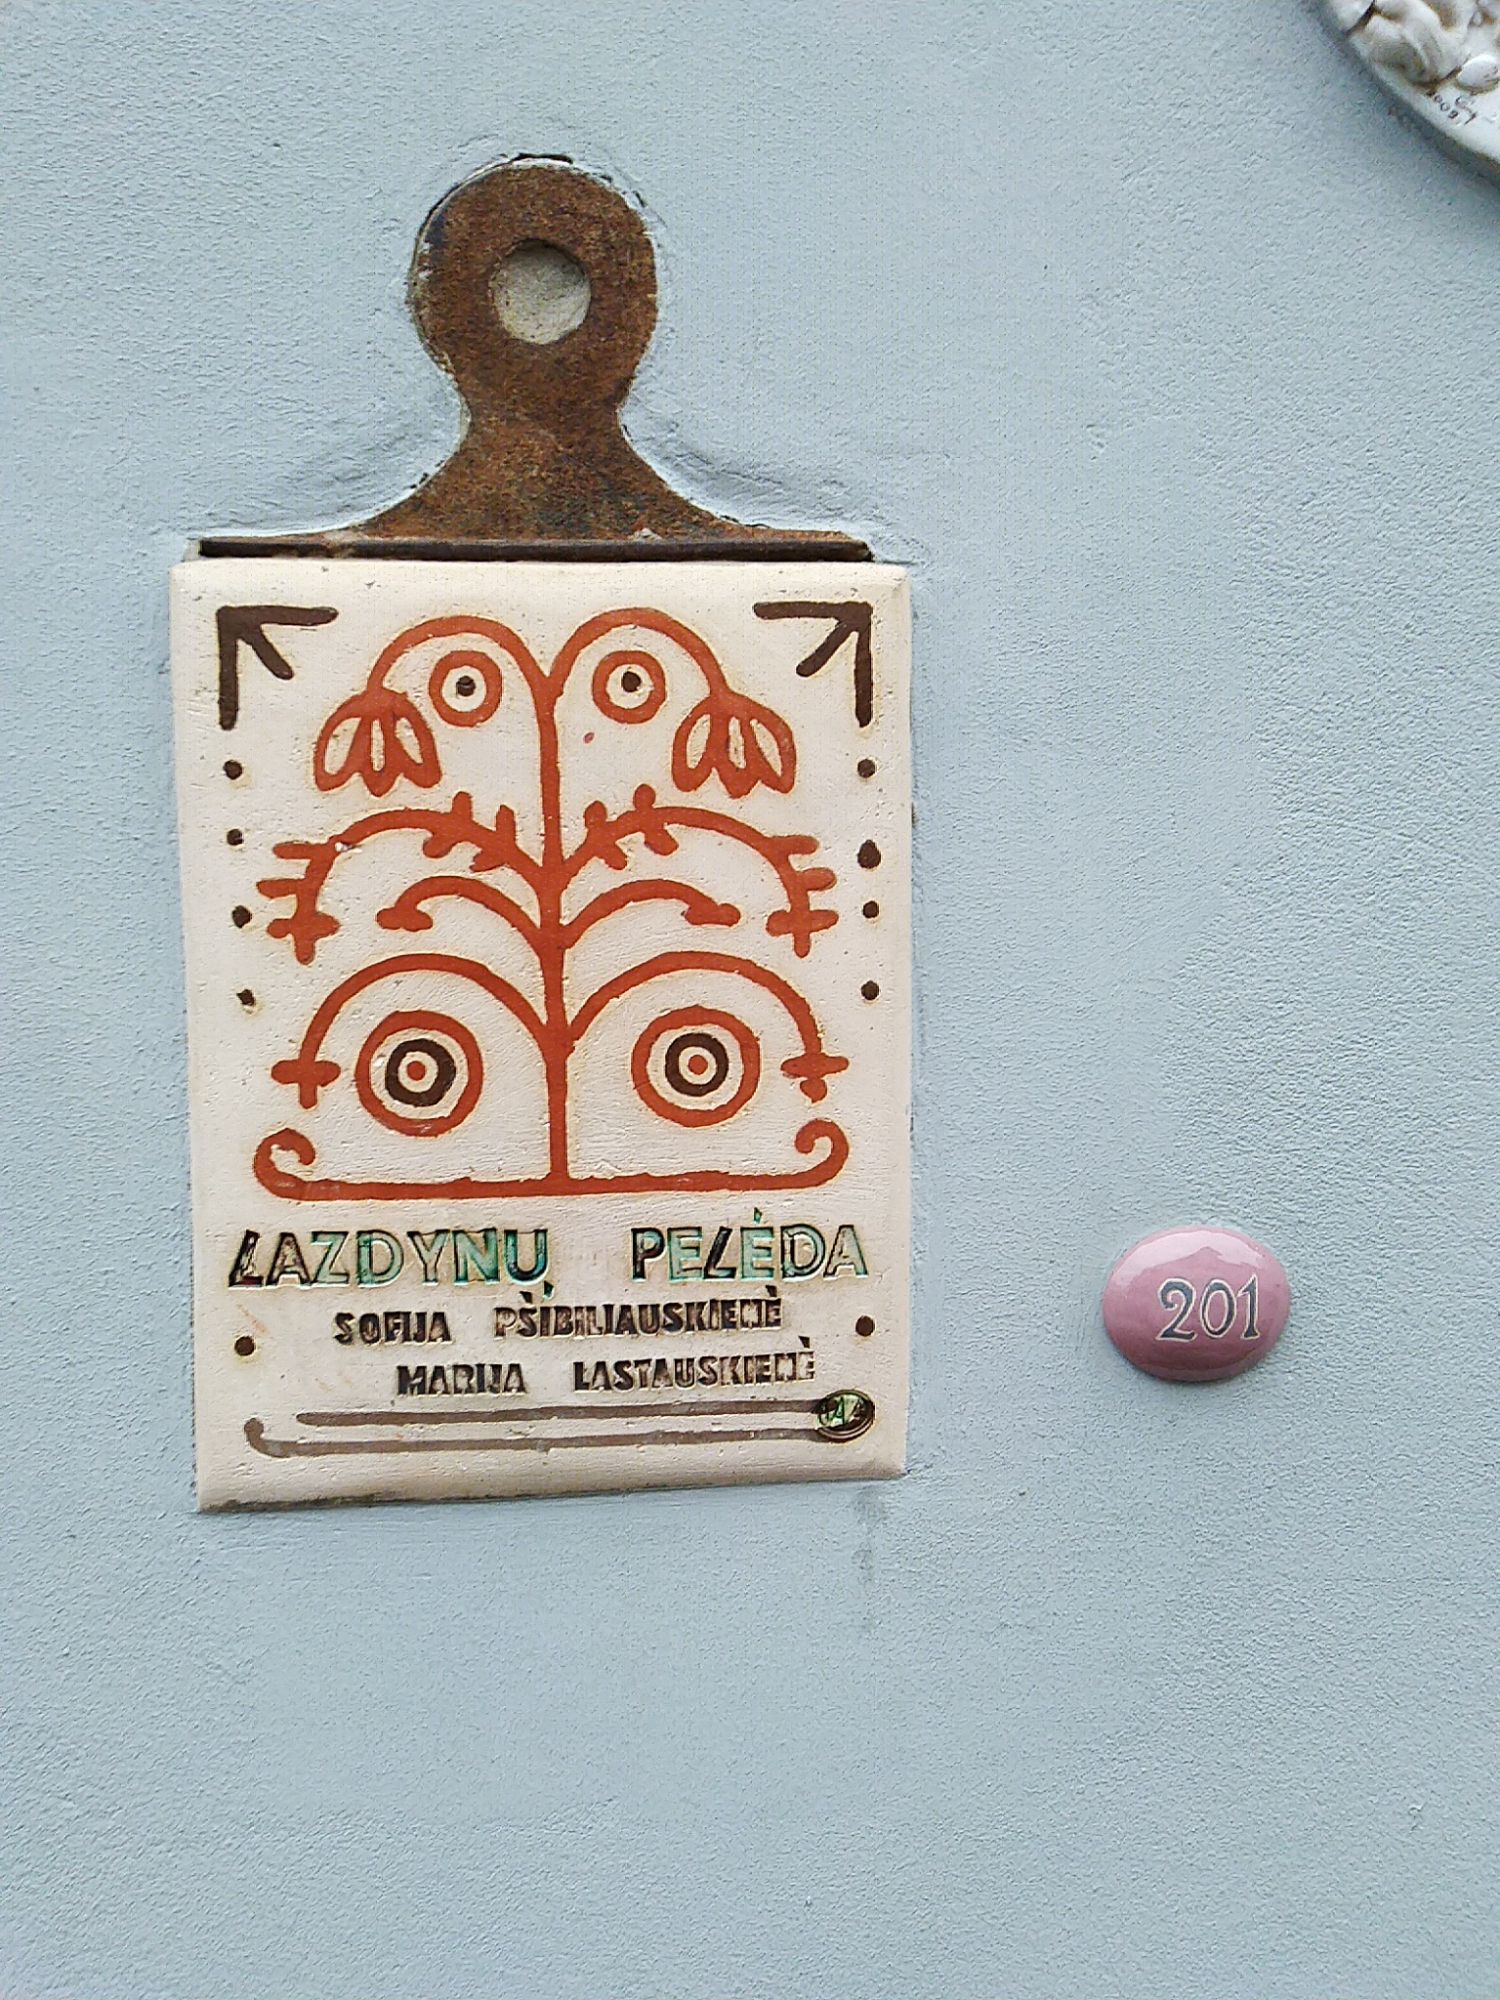 LAZDYNŲ PELĖDA
SOFIJA PŠIBILIAUSKIENĖ
MARIJA LASTAUSKIENĖ
201